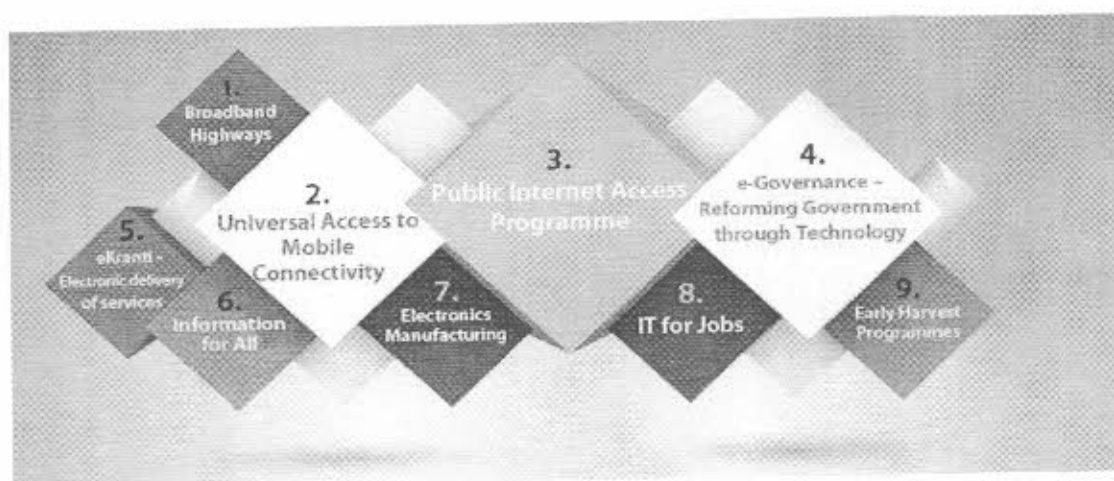 1.
Broadband
Highways
2.
Universal Access to
Mobile
Connectivity
3.
Public Internet Access
Programme
4.
e-Governance –
Reforming Government
through Technology
5.
eKranti -
Electronic delivery
of services
6.
Information
for All
7.
Electronics
Manufacturing
8.
IT for Jobs
9.
Early Harvest
Programmes